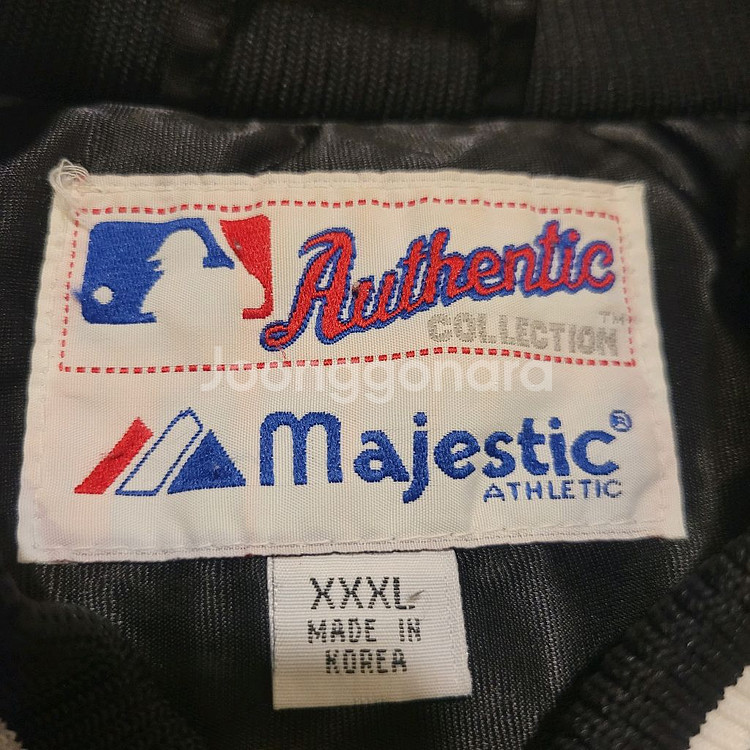 Authentic
COLLECTION™
Joonggonara
Majestic®
ATHLETIC
XXXL
MADE IN
KOREA